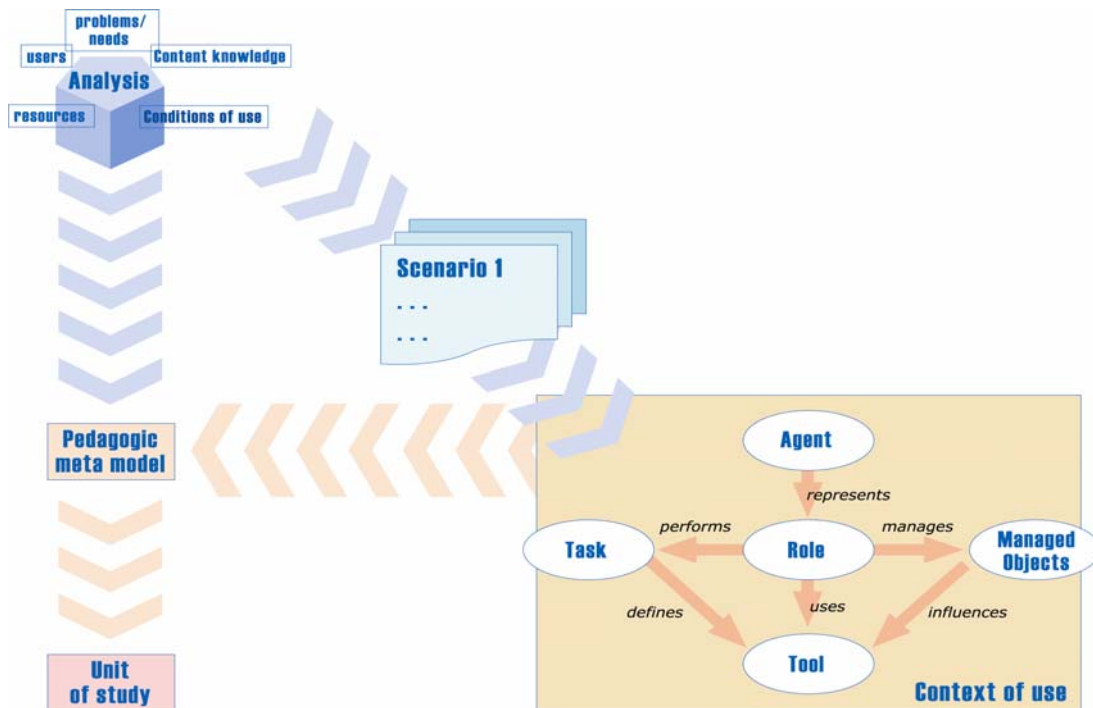 problems/
needs
users
Content knowledge
Analysis
resources
Conditions of use
Scenario 1
. . .
. . .
Pedagogic
meta model
Agent
represents
performs
manages
Task
Role
Managed
Objects
defines
uses
influences
Tool
Unit
of study
Context of use